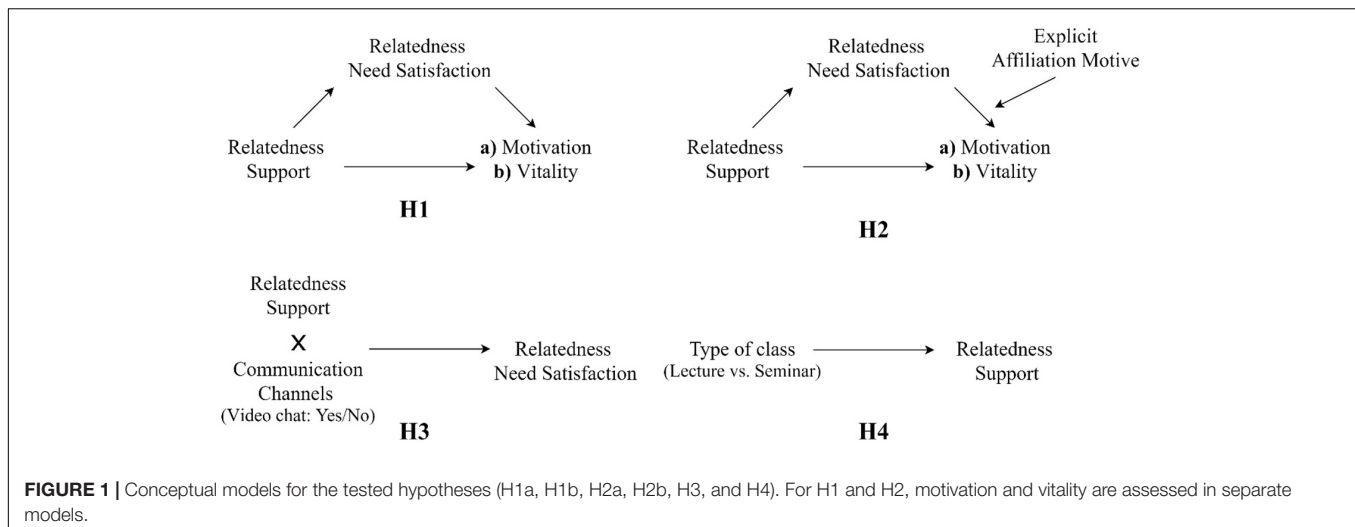 Relatedness
Need Satisfaction
Relatedness
Support
a) Motivation
b) Vitality
H1
Relatedness
Need Satisfaction
Explicit
Affiliation Motive
Relatedness
Support
a) Motivation
b) Vitality
H2
Relatedness
Support
X
Communication
Channels
(Video chat: Yes/No)
Relatedness
Need Satisfaction
H3
Type of class
(Lecture vs. Seminar)
Relatedness
Support
H4
FIGURE 1 | Conceptual models for the tested hypotheses (H1a, H1b, H2a, H2b, H3, and H4). For H1 and H2, motivation and vitality are assessed in separate
models.